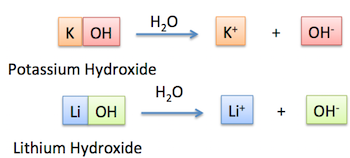 H₂O
K OH K⁺ + OH⁻
Potassium Hydroxide
H₂O
Li OH Li⁺ + OH⁻
Lithium Hydroxide